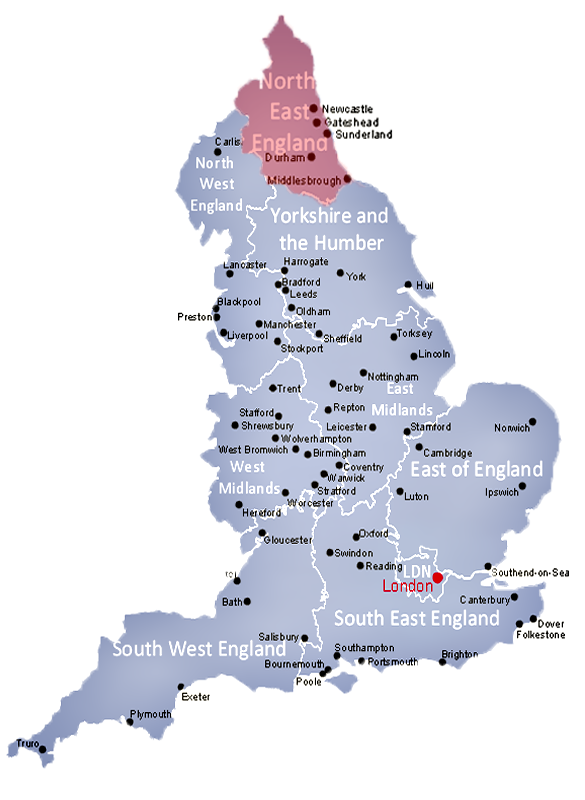 North
East
England
Newcastle
Gateshead
Sunderland
Durham
Middlesbrough
Carlis
North
West
England
Yorkshire and
the Humber
Lancaster
Harrogate
York
Bradford
Leeds
Hull
Blackpool
Preston
Oldham
Manchester
Liverpool
Sheffield
Stockport
Torksey
Lincoln
Nottingham
Trent
Derby
East
Midlands
Repton
Stafford
Shrewsbury
Leicester
Stamford
Norwich
Wolverhampton
West Bromwich
Birmingham
Cambridge
West
Midlands
Coventry
Warwick
Stratford
East of England
Worcester
Luton
Ipswich
Hereford
Gloucester
Oxford
Swindon
Reading
LDN
London
Southend-on-Sea
Bath
Canterbury
South East England
Dover
Folkestone
Salisbury
South West England
Southampton
Bournemouth
Portsmouth
Brighton
Poole
Exeter
Plymouth
Truro